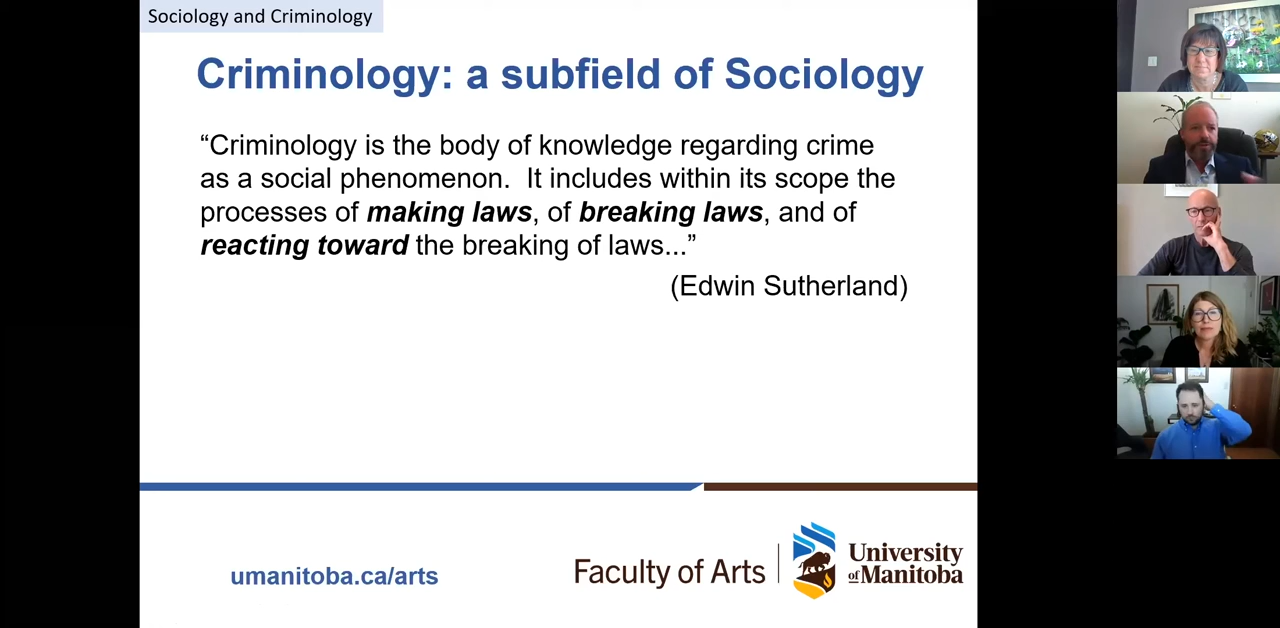 Sociology and Criminology
Criminology: a subfield of Sociology
“Criminology is the body of knowledge regarding crime
as a social phenomenon.  It includes within its scope the
processes of making laws, of breaking laws, and of
reacting toward the breaking of laws...”
(Edwin Sutherland)
umanitoba.ca/arts
Faculty of Arts
University
of Manitoba